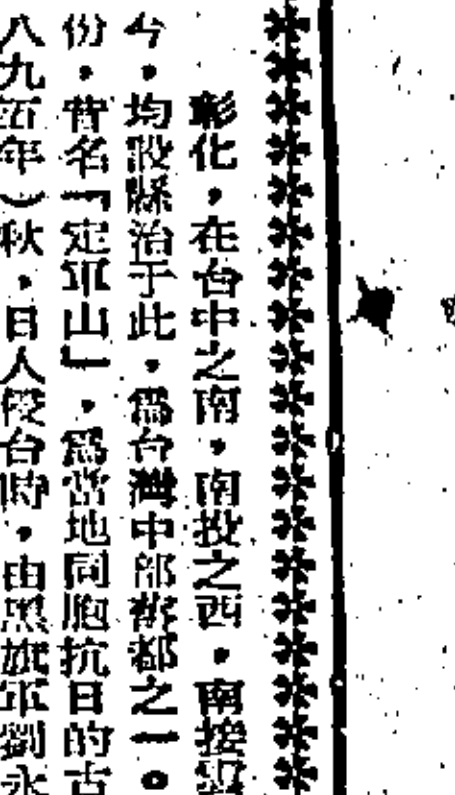 彰化，在台中之南，南投之西，南接
今，均設縣治于此，爲台灣中部舊都之一。
份，昔名「定軍山」，爲當地同胞抗日的古
八九五年）秋，日人侵台時，由黑旗軍劉永